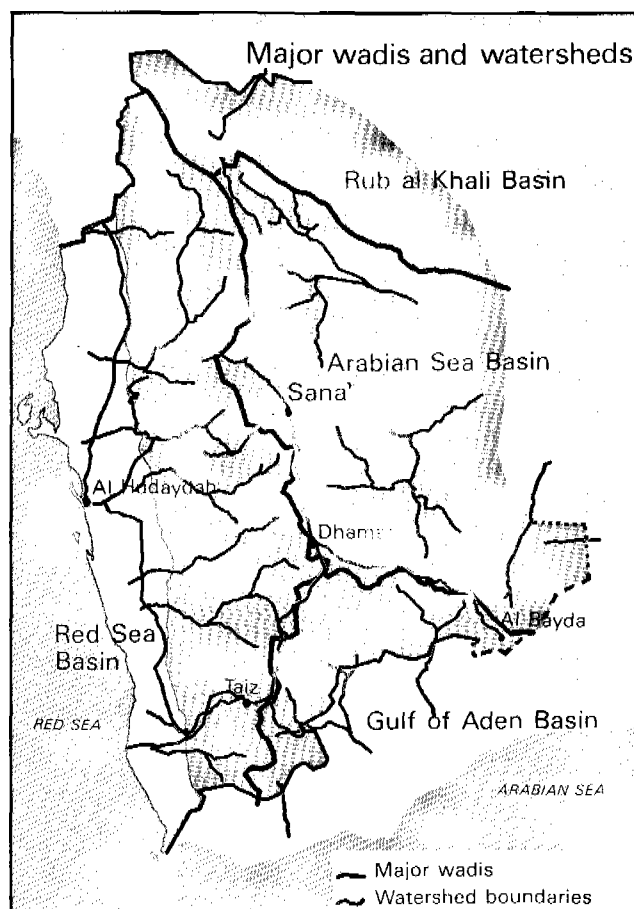 Major wadis and watersheds
Rub al Khali Basin
Arabian Sea Basin
Sana'
Al Hudaydah
Dhamar
Al Bayda
Red Sea
Basin
Taiz
RED SEA
Gulf of Aden Basin
ARABIAN SEA
Major wadis
Watershed boundaries